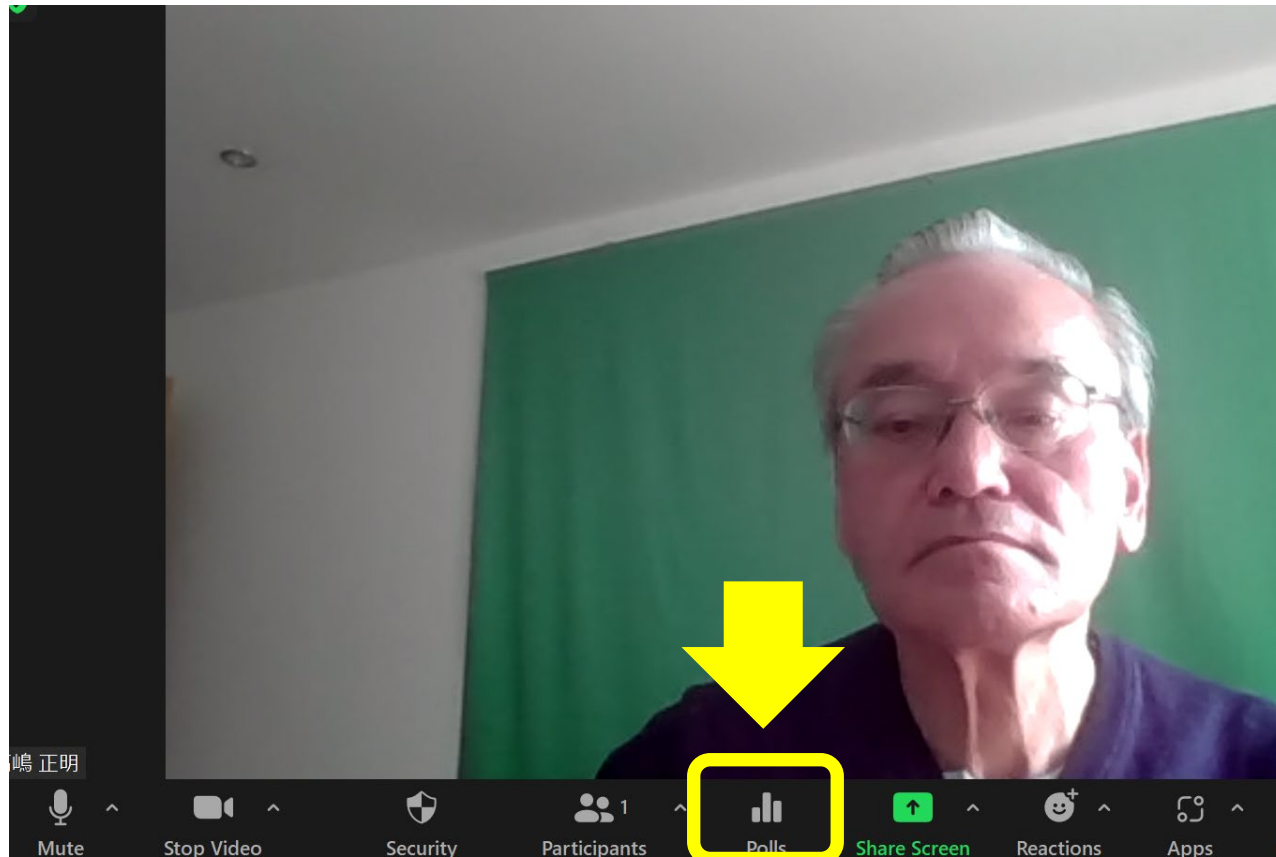 嶋 正明
1
Mute
Stop Video
Security
Participants
Polls
Share Screen
Reactions
Apps